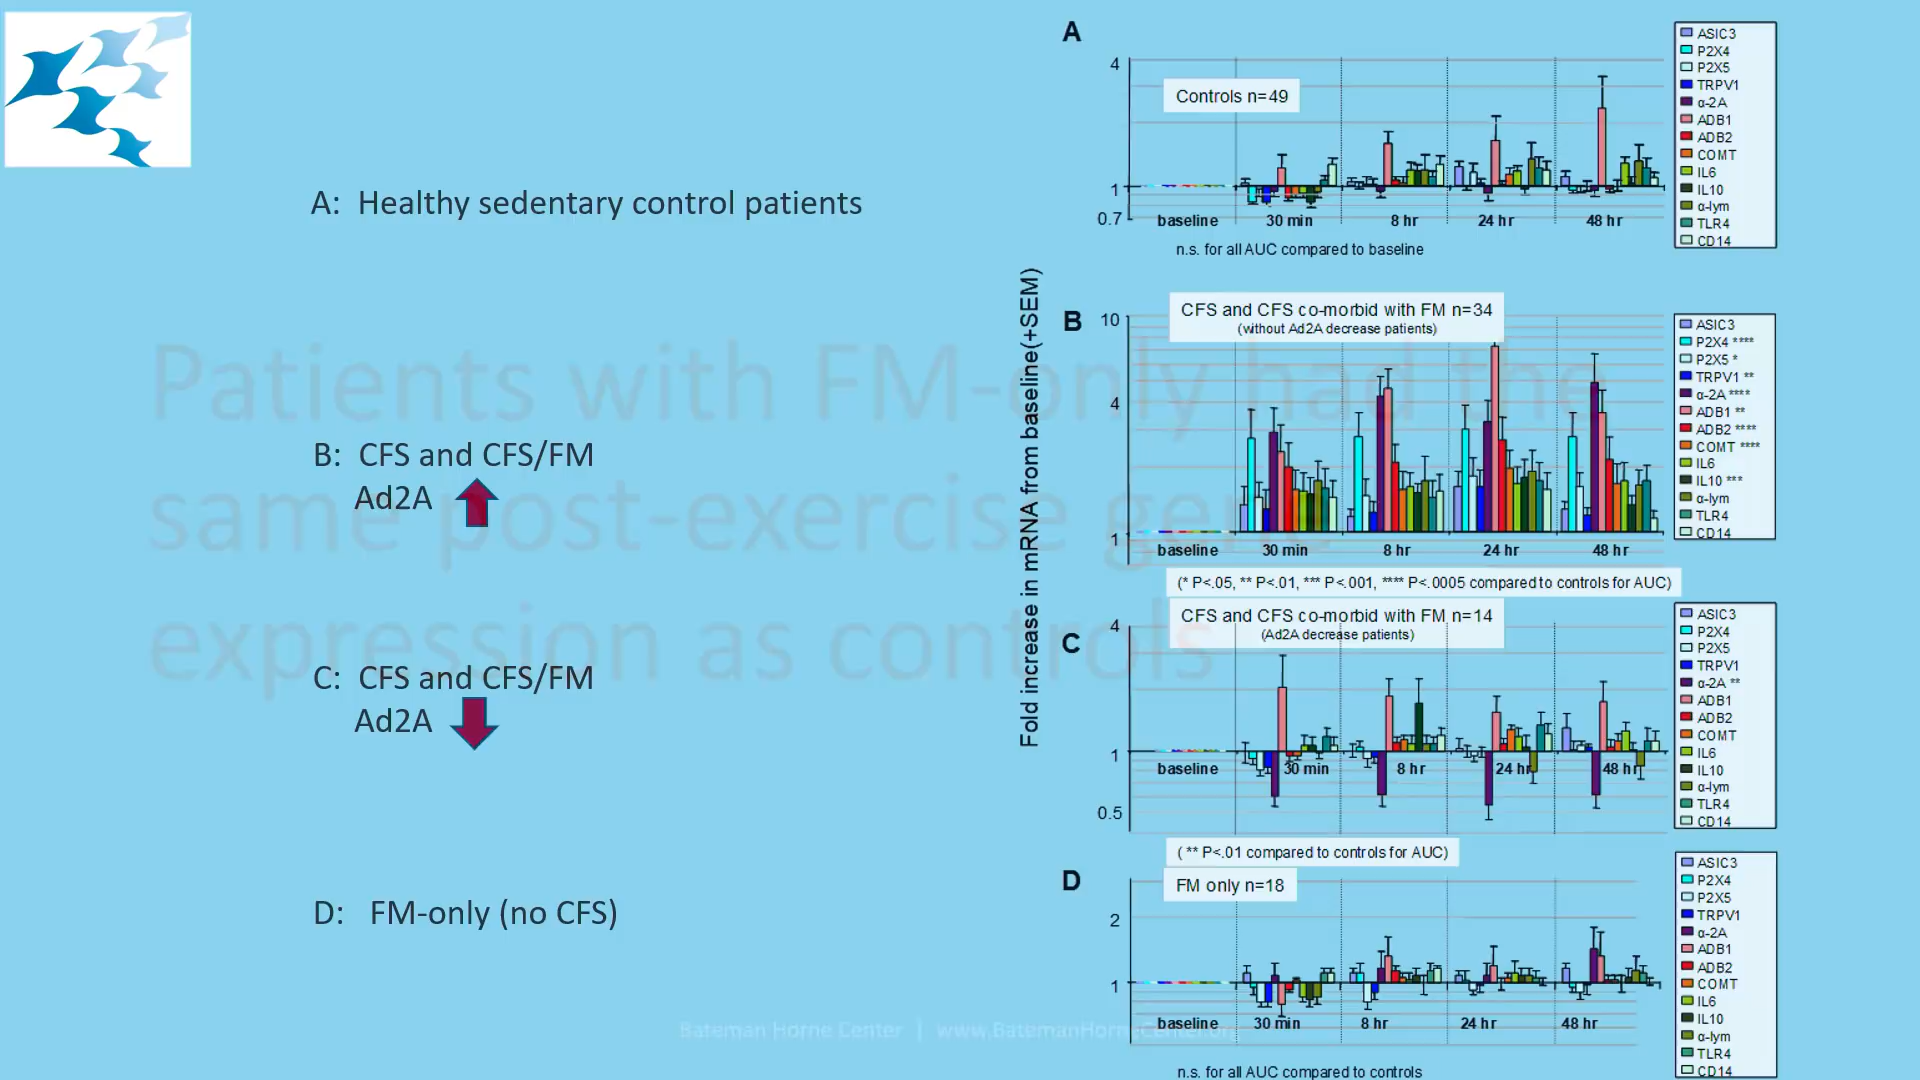 A: Healthy sedentary control patients
B: CFS and CFS/FM
Ad2A
C: CFS and CFS/FM
Ad2A
D: FM-only (no CFS)
Patients with FM-only had the
same post-exercise gene
expression as controls
Bateman Horne Center | www.BatemanHorneCenter.org
Fold increase in mRNA from baseline(+SEM)
A
4
1
0.7
Controls n=49
baseline
30 min
8 hr
24 hr
48 hr
n.s. for all AUC compared to baseline
ASIC3
P2X4
P2X5
TRPV1
α-2A
ADB1
ADB2
COMT
IL6
IL10
α-lym
TLR4
CD14
B
10
4
1
CFS and CFS co-morbid with FM n=34
(without Ad2A decrease patients)
baseline
30 min
8 hr
24 hr
48 hr
(* P<.05, ** P<.01, *** P<.001, **** P<.0005 compared to controls for AUC)
ASIC3
P2X4 ****
P2X5 *
TRPV1 **
α-2A ****
ADB1 **
ADB2 ****
COMT ****
IL6
IL10 ***
α-lym
TLR4
CD14
C
4
1
0.5
CFS and CFS co-morbid with FM n=14
(Ad2A decrease patients)
baseline
30 min
8 hr
24 hr
48 hr
( ** P<.01 compared to controls for AUC)
ASIC3
P2X4
P2X5
TRPV1
α-2A **
ADB1
ADB2
COMT
IL6
IL10
α-lym
TLR4
CD14
D
2
1
FM only n=18
baseline
30 min
8 hr
24 hr
48 hr
n.s. for all AUC compared to controls
ASIC3
P2X4
P2X5
TRPV1
α-2A
ADB1
ADB2
COMT
IL6
IL10
α-lym
TLR4
CD14